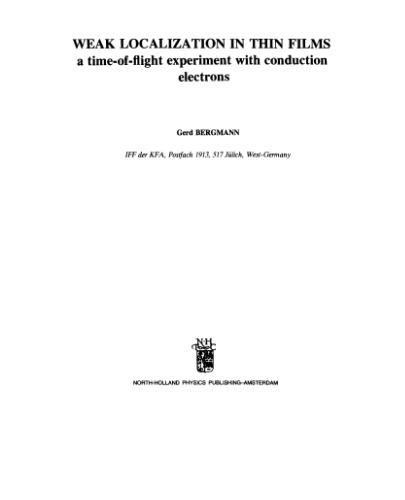 WEAK LOCALIZATION IN THIN FILMS
a time-of-flight experiment with conduction
electrons
Gerd BERGMANN
IFF der KFA, Postfach 1913, 517 Jülich, West-Germany
NORTH-HOLLAND PHYSICS PUBLISHING-AMSTERDAM